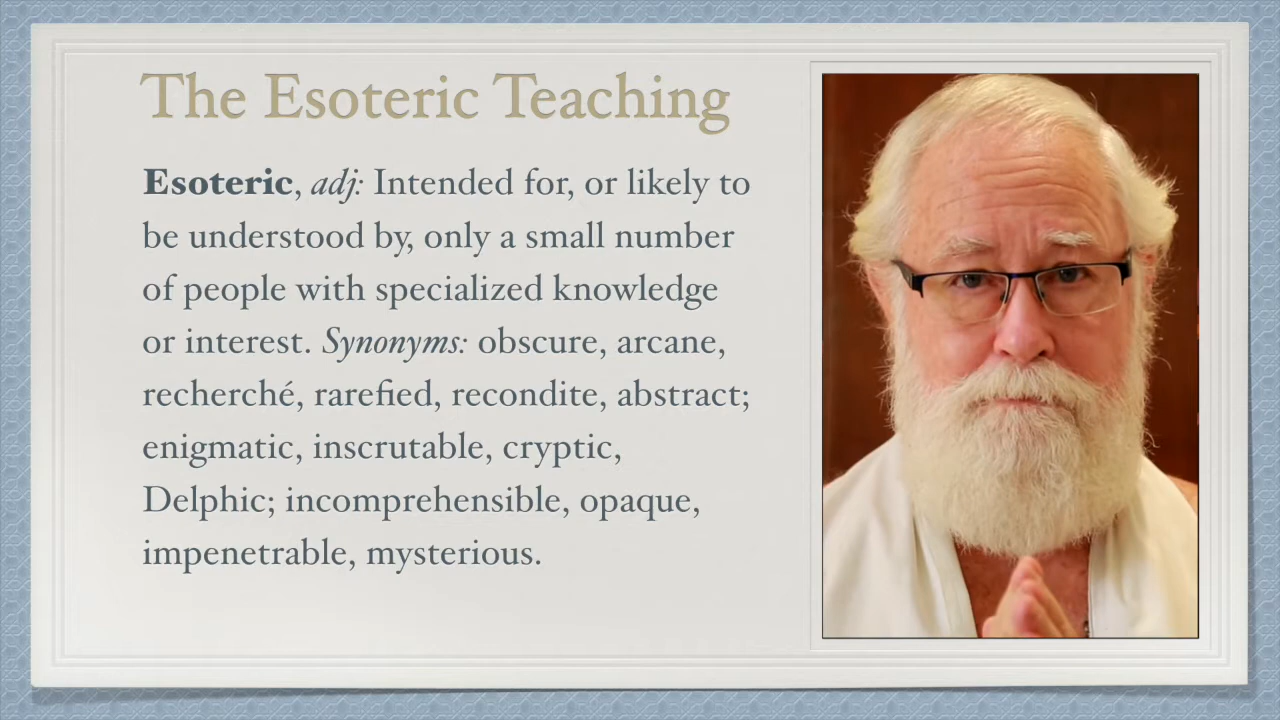 The Esoteric Teaching
Esoteric, adj: Intended for, or likely to
be understood by, only a small number
of people with specialized knowledge
or interest. Synonyms: obscure, arcane,
recherché, rarefied, recondite, abstract;
enigmatic, inscrutable, cryptic,
Delphic; incomprehensible, opaque,
impenetrable, mysterious.